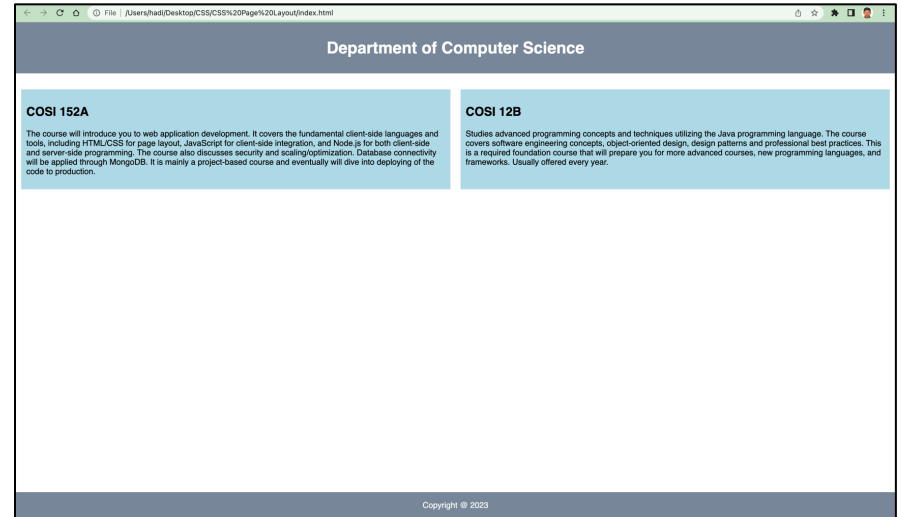 File | /Users/hadi/Desktop/CSS/CSS%20Page%20Layout/index.html
Department of Computer Science
COSI 152A
The course will introduce you to web application development. It covers the fundamental client-side languages and
tools, including HTML/CSS for page layout, JavaScript for client-side integration, and Node.js for both client-side
and server-side programming. The course also discusses security and scaling/optimization. Database connectivity
will be applied through MongoDB. It is mainly a project-based course and eventually will dive into deploying of the
code to production.
COSI 12B
Studies advanced programming concepts and techniques utilizing the Java programming language. The course
covers software engineering concepts, object-oriented design, design patterns and professional best practices. This
is a required foundation course that will prepare you for more advanced courses, new programming languages, and
frameworks. Usually offered every year.
Copyright @ 2023